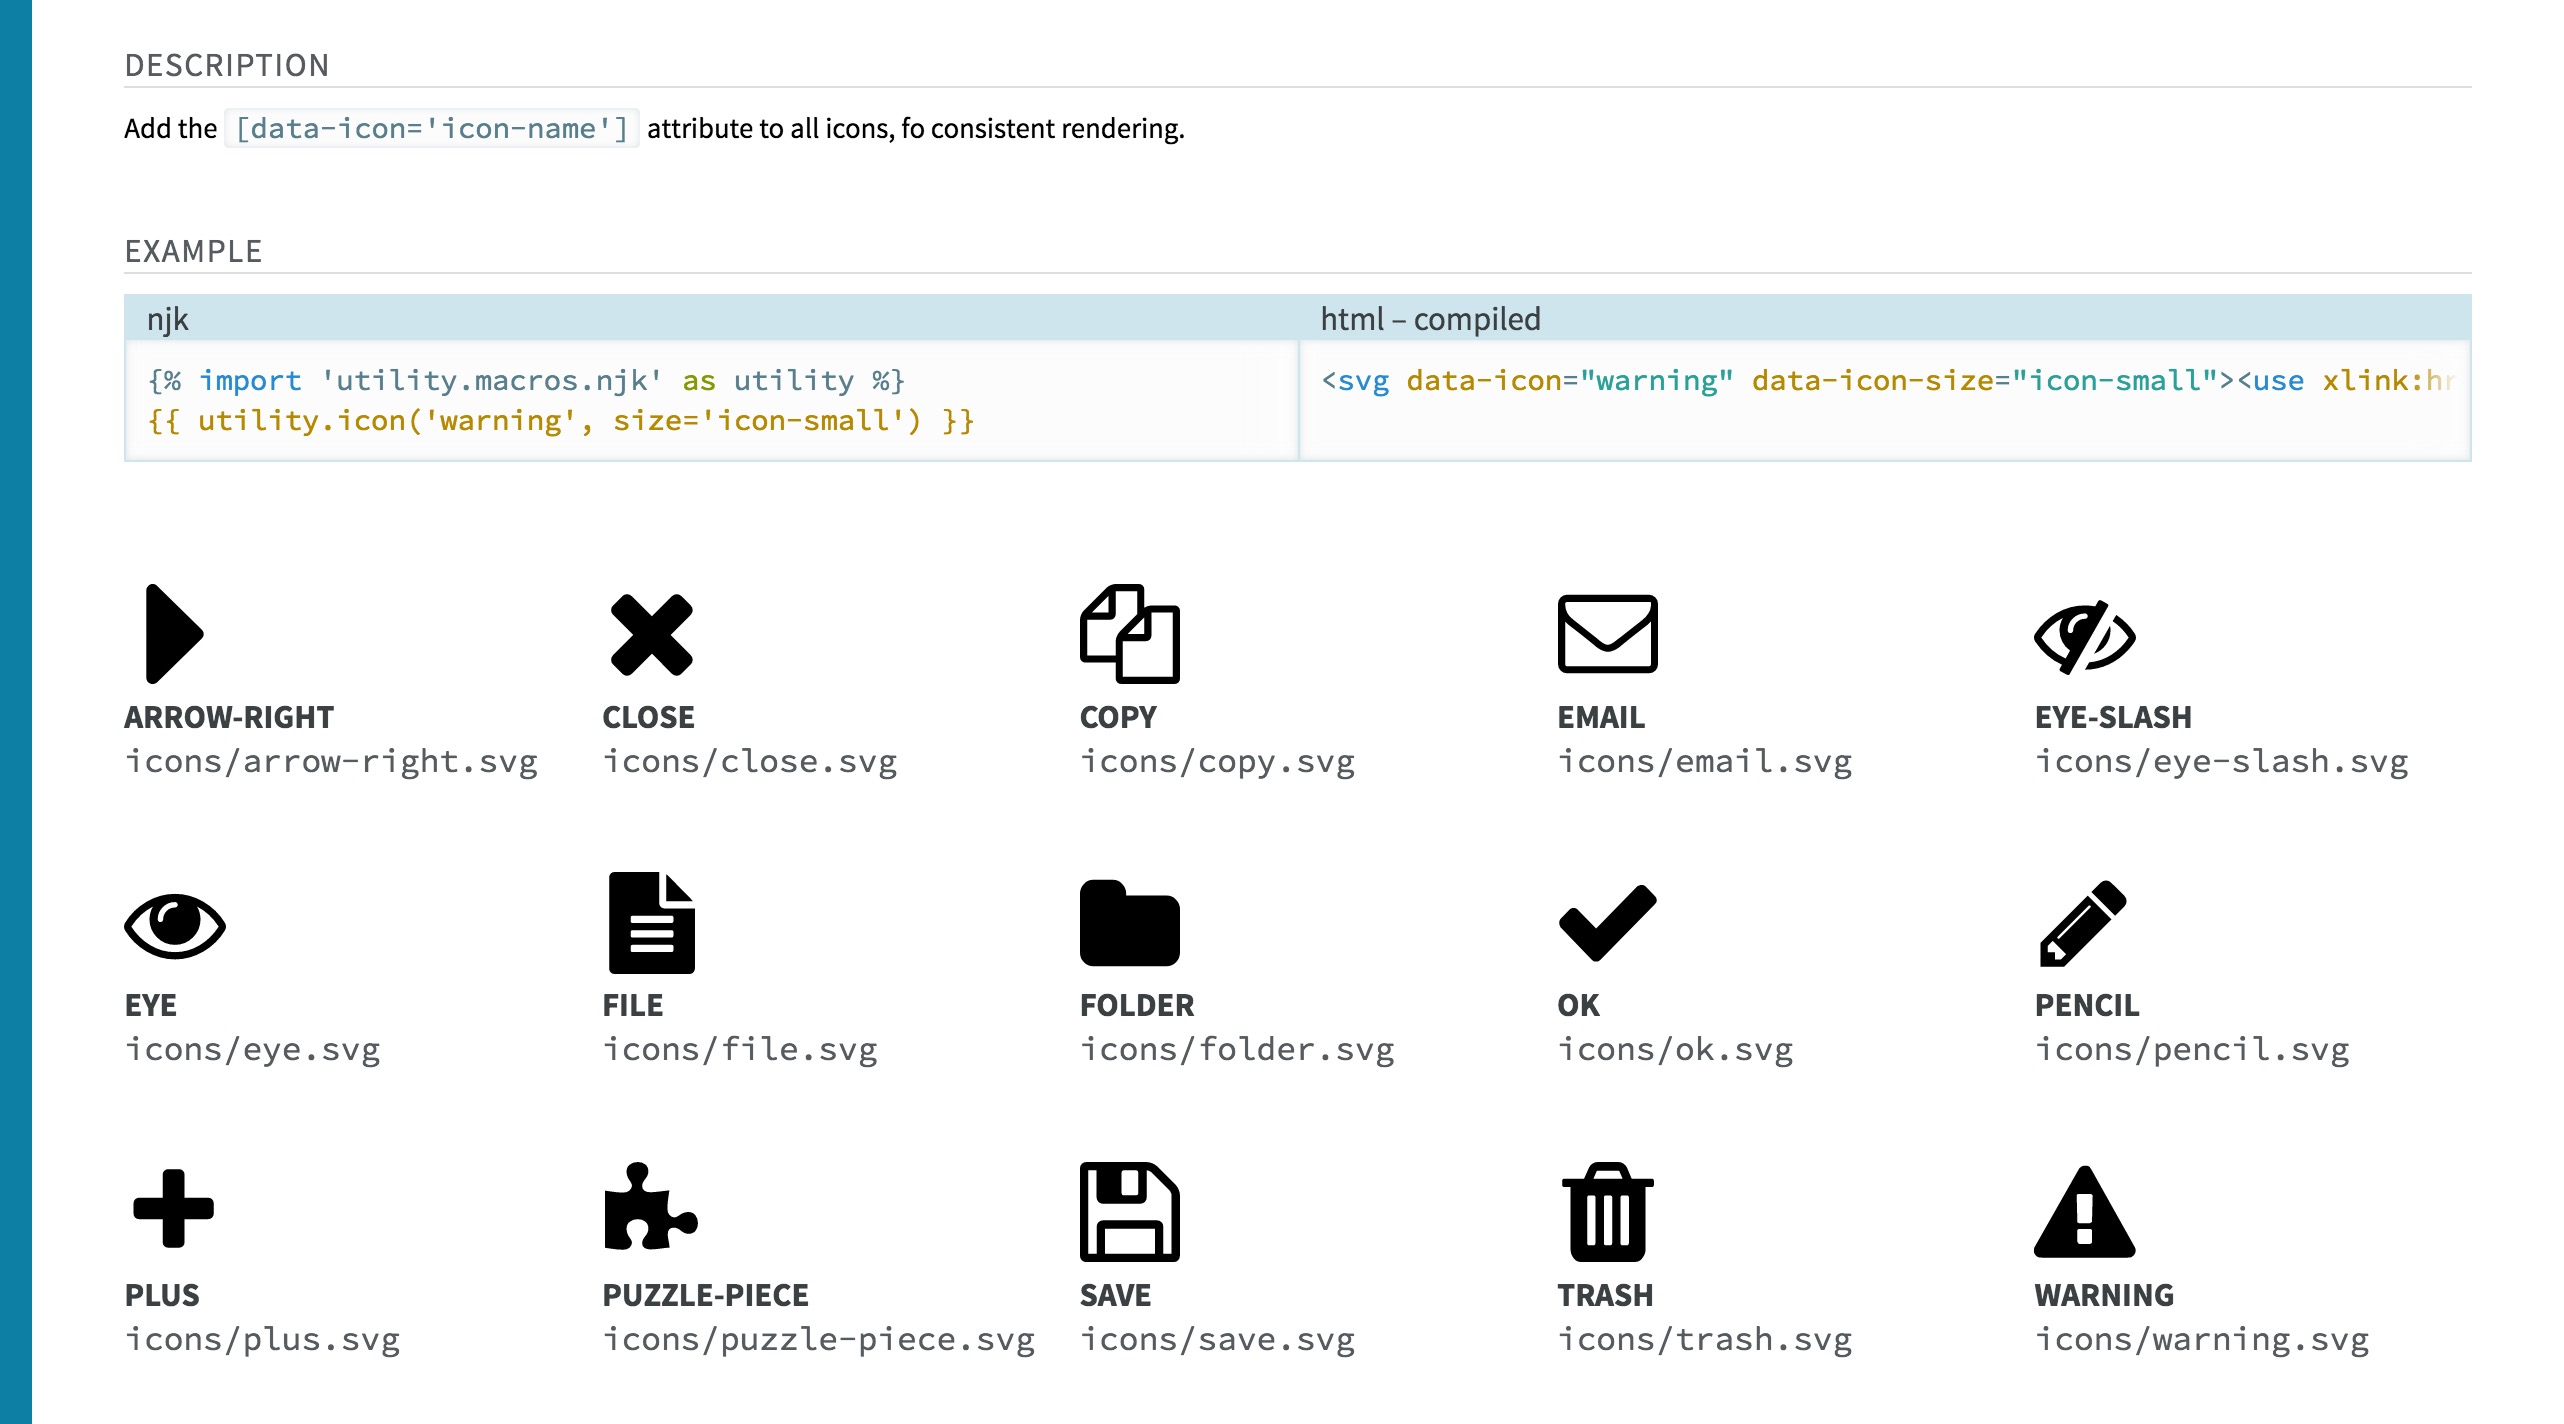 DESCRIPTION
Add the [data-icon='icon-name'] attribute to all icons, fo consistent rendering.
EXAMPLE
njk
{% import 'utility.macros.njk' as utility %}
{{ utility.icon('warning', size='icon-small') }}
html – compiled
<svg data-icon="warning" data-icon-size="icon-small"><use xlink:hr
ARROW-RIGHT
icons/arrow-right.svg
CLOSE
icons/close.svg
COPY
icons/copy.svg
EMAIL
icons/email.svg
EYE-SLASH
icons/eye-slash.svg
EYE
icons/eye.svg
FILE
icons/file.svg
FOLDER
icons/folder.svg
OK
icons/ok.svg
PENCIL
icons/pencil.svg
PLUS
icons/plus.svg
PUZZLE-PIECE
icons/puzzle-piece.svg
SAVE
icons/save.svg
TRASH
icons/trash.svg
WARNING
icons/warning.svg